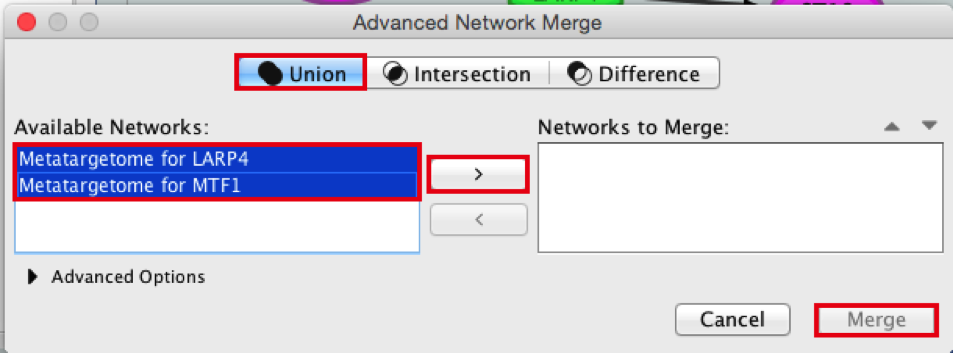 Advanced Network Merge
Union Intersection Difference
Available Networks:
Networks to Merge:
Metatargetome for LARP4
Metatargetome for MTF1
>
<
Advanced Options
Cancel Merge